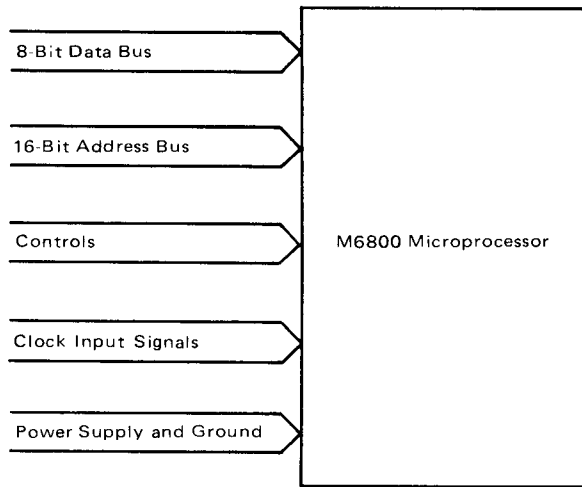 8-Bit Data Bus
16-Bit Address Bus
Controls
M6800 Microprocessor
Clock Input Signals
Power Supply and Ground